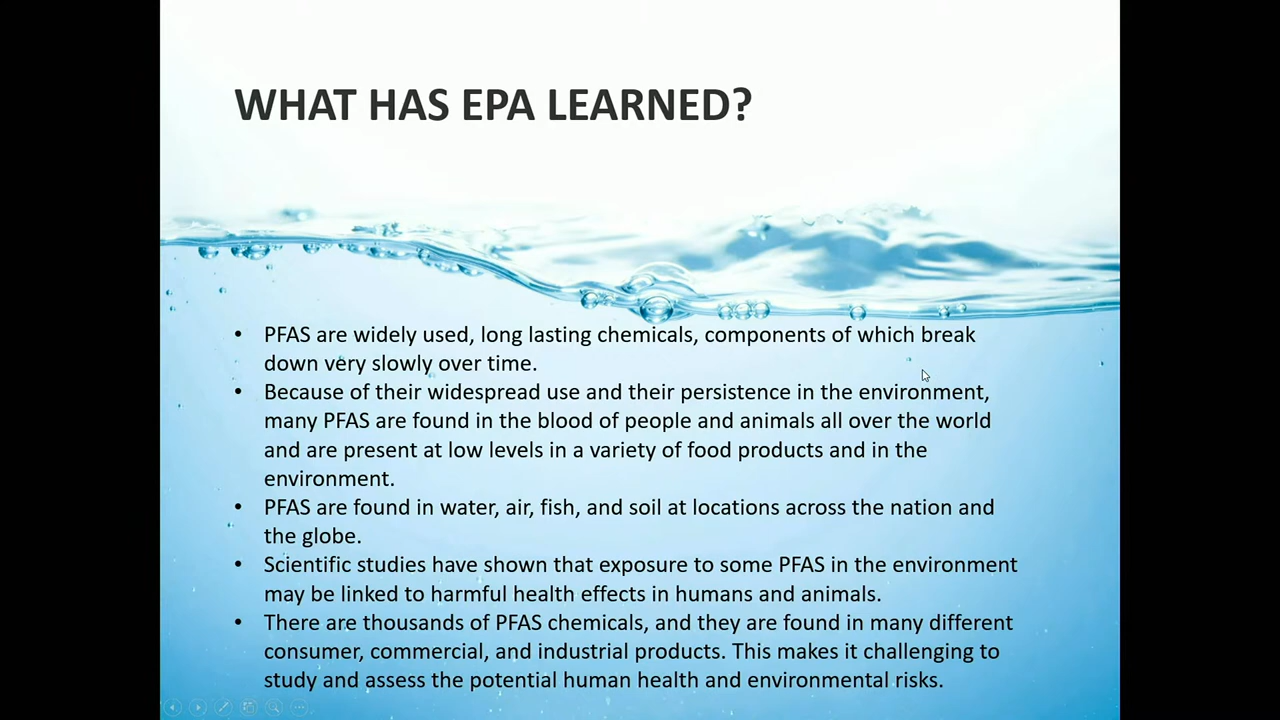 WHAT HAS EPA LEARNED?
• PFAS are widely used, long lasting chemicals, components of which break
down very slowly over time.
• Because of their widespread use and their persistence in the environment,
many PFAS are found in the blood of people and animals all over the world
and are present at low levels in a variety of food products and in the
environment.
• PFAS are found in water, air, fish, and soil at locations across the nation and
the globe.
• Scientific studies have shown that exposure to some PFAS in the environment
may be linked to harmful health effects in humans and animals.
• There are thousands of PFAS chemicals, and they are found in many different
consumer, commercial, and industrial products. This makes it challenging to
study and assess the potential human health and environmental risks.